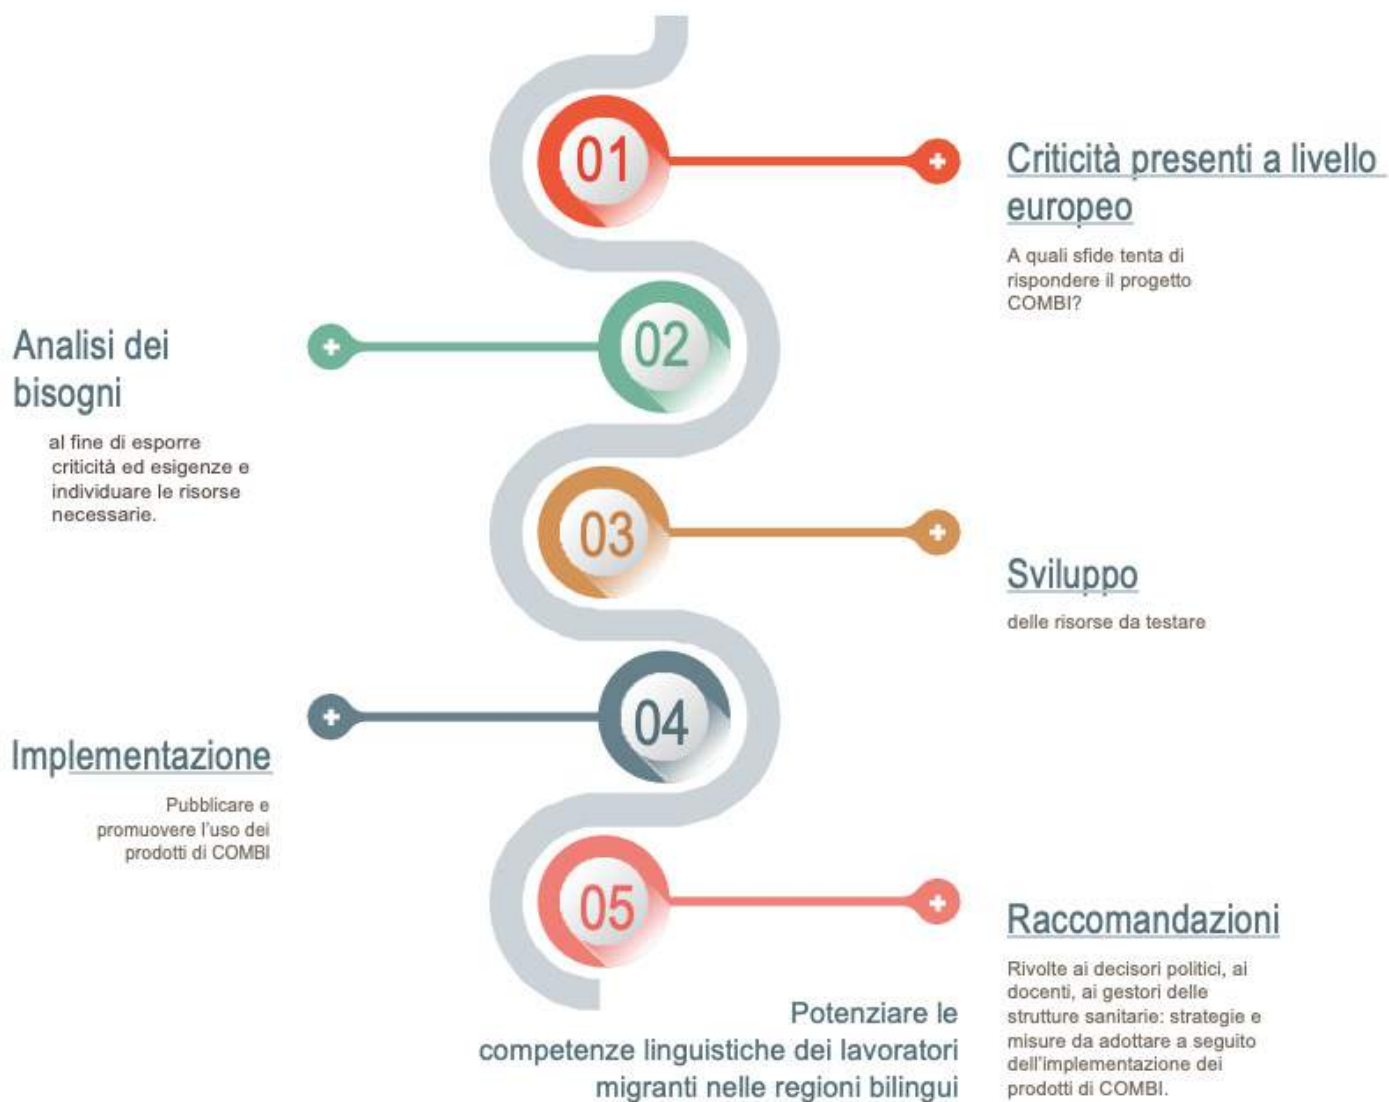 01
Criticità presenti a livello
europeo
A quali sfide tenta di
rispondere il progetto
COMBI?
02
Analisi dei
bisogni
al fine di esporre
criticità ed esigenze e
individuare le risorse
necessarie.
03
Sviluppo
delle risorse da testare
04
Implementazione
Pubblicare e
promuovere l'uso dei
prodotti di COMBI
05
Raccomandazioni
Rivolte ai decisori politici, ai
docenti, ai gestori delle
strutture sanitarie: strategie e
misure da adottare a seguito
dell'implementazione dei
prodotti di COMBI.
Potenziare le
competenze linguistiche dei lavoratori
migranti nelle regioni bilingui